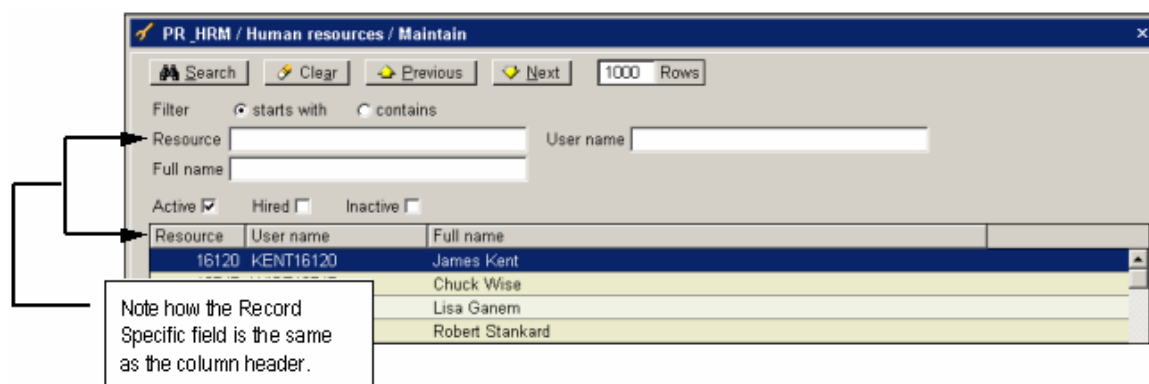 PR_HRM / Human resources / Maintain
Search Clear Previous Next 1000 Rows
Filter starts with contains
Resource User name
Full name
Active Hired Inactive
Resource User name Full name
16120 KENT16120 James Kent
Chuck Wise
Lisa Ganem
Robert Stankard
Note how the Record
Specific field is the same
as the column header.